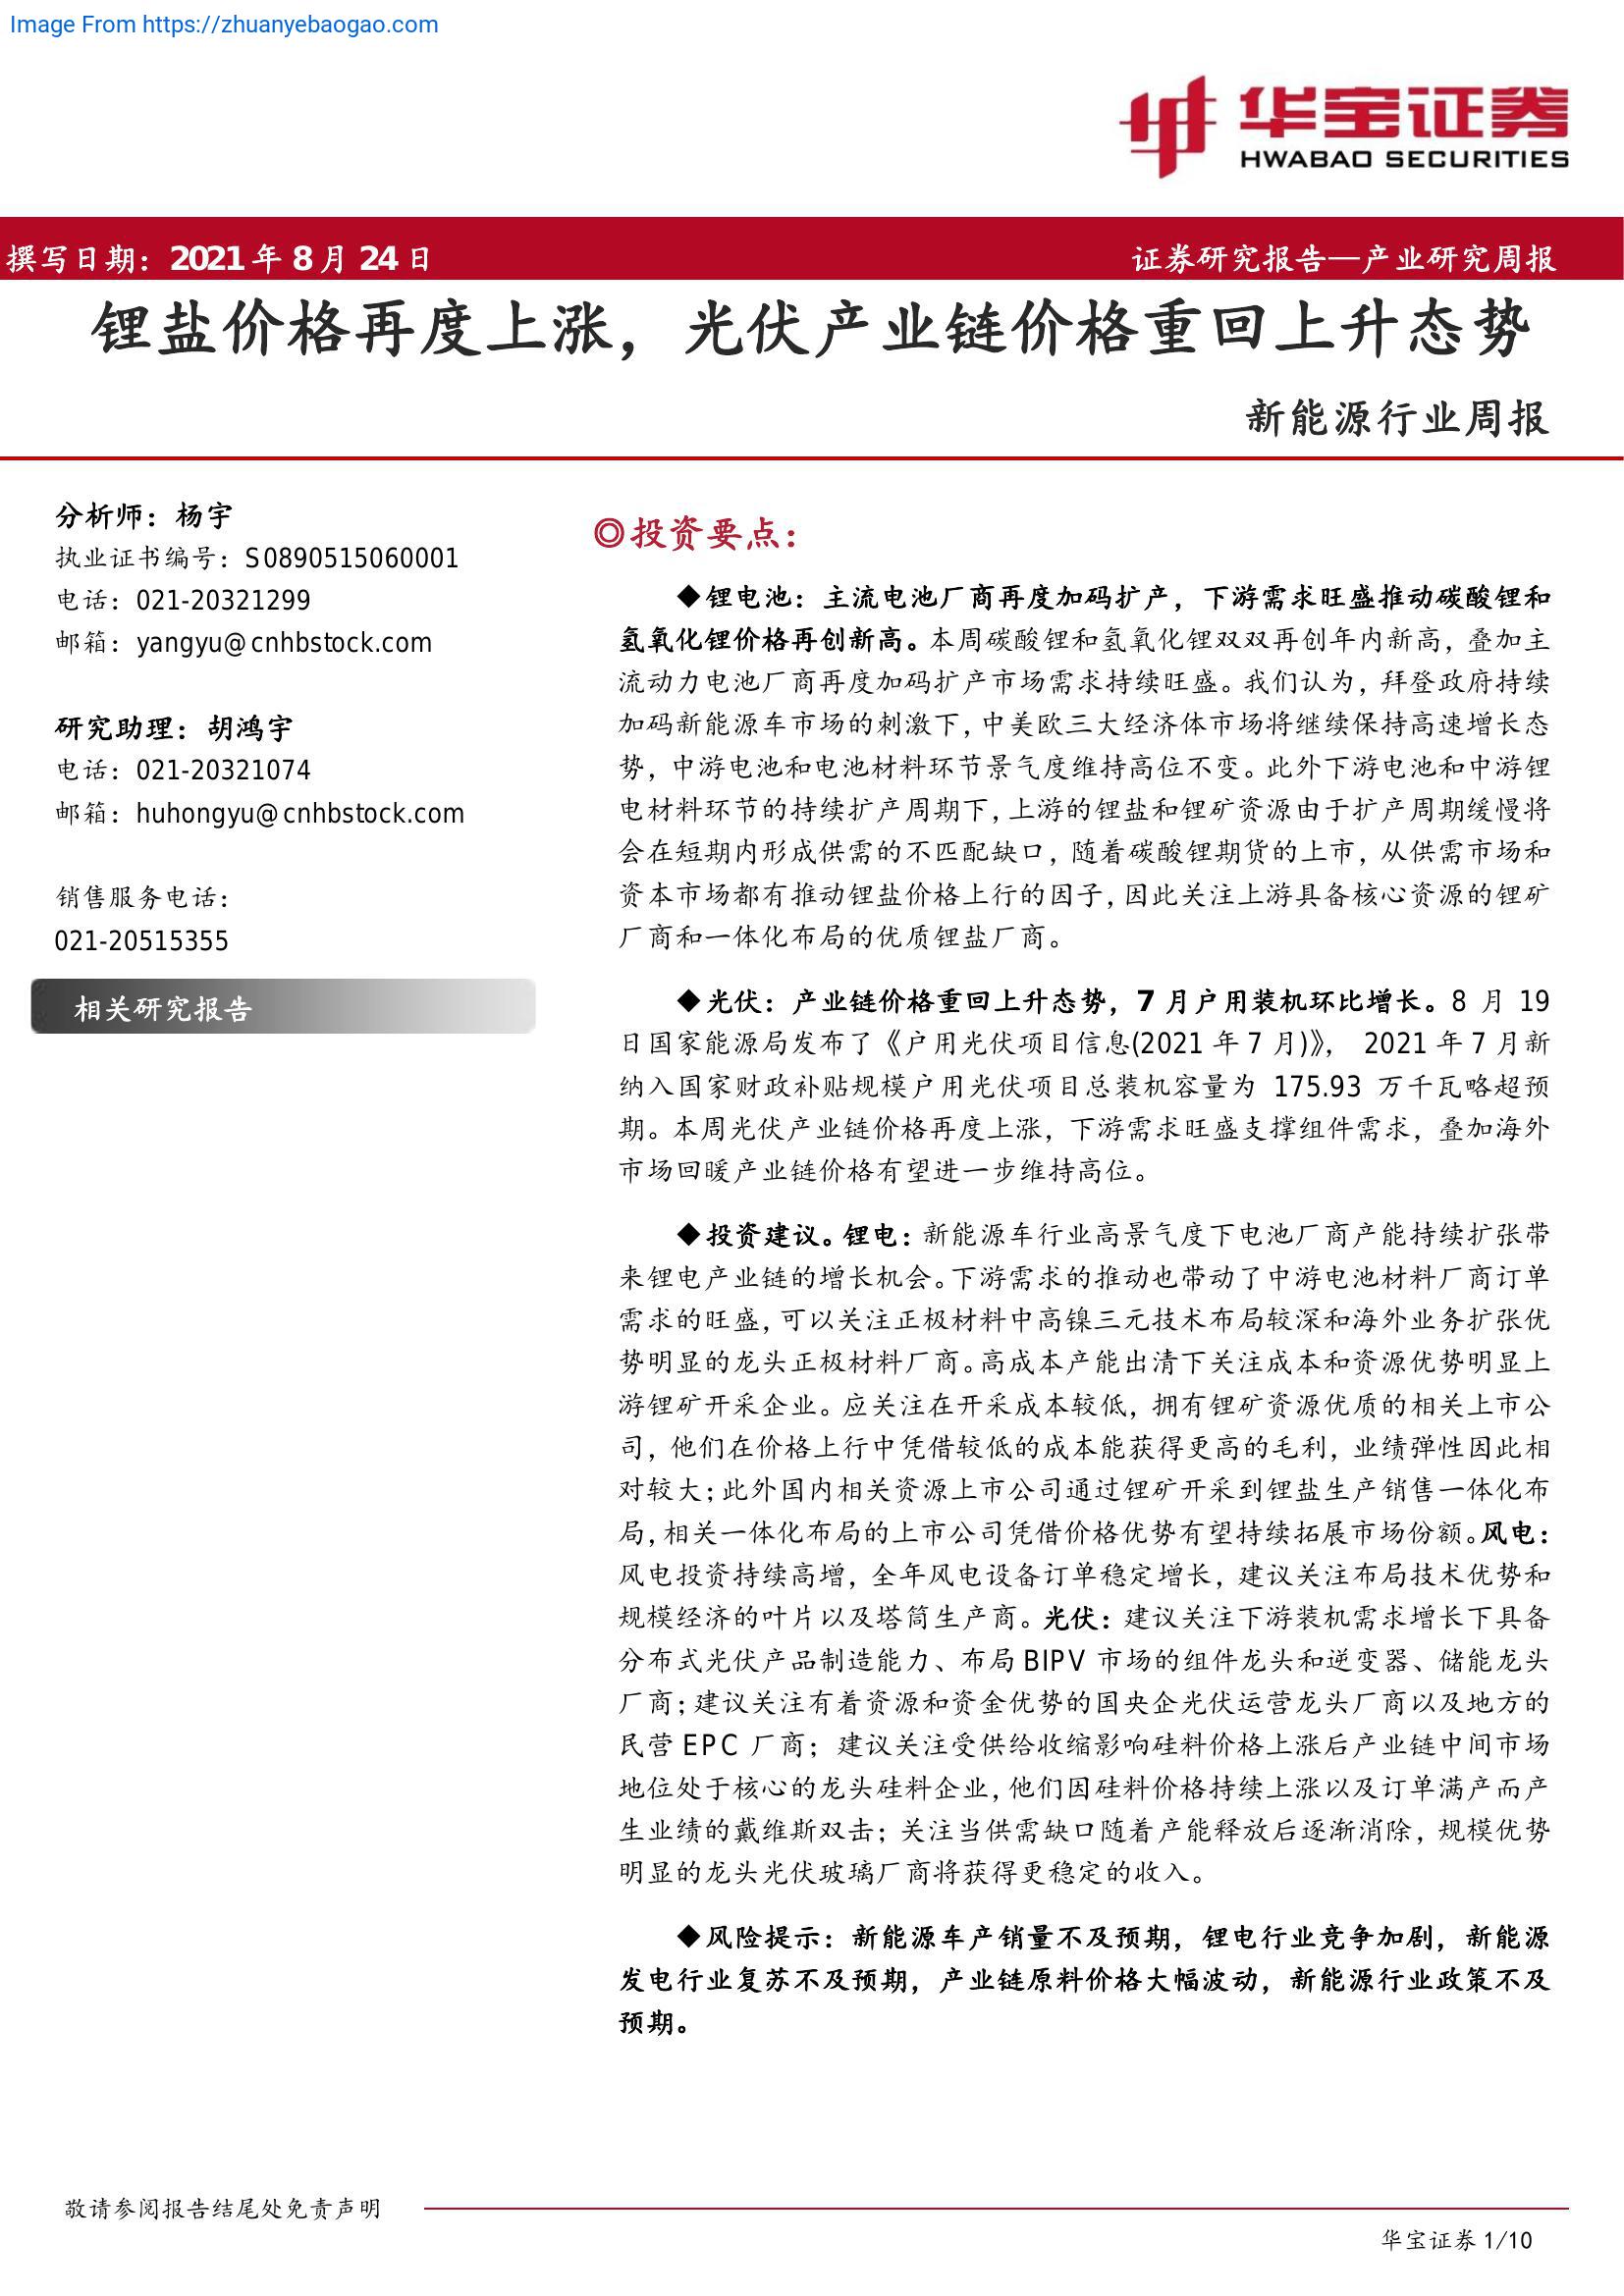 Image From https://zhuanyebaogao.com
华宝证券
HWABAO SECURITIES
撰写日期：2021 年 8 月 24 日
证券研究报告—产业研究周报
锂盐价格再度上涨，光伏产业链价格重回上升态势
新能源行业周报
分析师：杨宇
执业证书编号：S0890515060001
电话：021-20321299
邮箱：yangyu@cnhbstock.com
研究助理：胡鸿宇
电话：021-20321074
邮箱：huhongyu@cnhbstock.com
销售服务电话：
021-20515355
相关研究报告
◎投资要点：
◆锂电池：主流电池厂商再度加码扩产，下游需求旺盛推动碳酸锂和
氢氧化锂价格再创新高。本周碳酸锂和氢氧化锂双双再创年内新高，叠加主
流动力电池厂商再度加码扩产市场需求持续旺盛。我们认为，拜登政府持续
加码新能源车市场的刺激下，中美欧三大经济体市场将继续保持高速增长态
势，中游电池和电池材料环节景气度维持高位不变。此外下游电池和中游锂
电材料环节的持续扩产周期下，上游的锂盐和锂矿资源由于扩产周期缓慢将
会在短期内形成供需的不匹配缺口，随着碳酸锂期货的上市，从供需市场和
资本市场都有推动锂盐价格上行的因子，因此关注上游具备核心资源的锂矿
厂商和一体化布局的优质锂盐厂商。
◆光伏：产业链价格重回上升态势，7 月户用装机环比增长。8 月 19
日国家能源局发布了《户用光伏项目信息(2021 年 7 月)》， 2021 年 7 月新
纳入国家财政补贴规模户用光伏项目总装机容量为 175.93 万千瓦略超预
期。本周光伏产业链价格再度上涨，下游需求旺盛支撑组件需求，叠加海外
市场回暖产业链价格有望进一步维持高位。
◆投资建议。锂电：新能源车行业高景气度下电池厂商产能持续扩张带
来锂电产业链的增长机会。下游需求的推动也带动了中游电池材料厂商订单
需求的旺盛，可以关注正极材料中高镍三元技术布局较深和海外业务扩张优
势明显的龙头正极材料厂商。高成本产能出清下关注成本和资源优势明显上
游锂矿开采企业。应关注在开采成本较低，拥有锂矿资源优质的相关上市公
司，他们在价格上行中凭借较低的成本能获得更高的毛利，业绩弹性因此相
对较大；此外国内相关资源上市公司通过锂矿开采到锂盐生产销售一体化布
局，相关一体化布局的上市公司凭借价格优势有望持续拓展市场份额。风电：
风电投资持续高增，全年风电设备订单稳定增长，建议关注布局技术优势和
规模经济的叶片以及塔筒生产商。光伏：建议关注下游装机需求增长下具备
分布式光伏产品制造能力、布局 BIPV 市场的组件龙头和逆变器、储能龙头
厂商；建议关注有着资源和资金优势的国央企光伏运营龙头厂商以及地方的
民营 EPC 厂商；建议关注受供给收缩影响硅料价格上涨后产业链中间市场
地位处于核心的龙头硅料企业，他们因硅料价格持续上涨以及订单满产而产
生业绩的戴维斯双击；关注当供需缺口随着产能释放后逐渐消除，规模优势
明显的龙头光伏玻璃厂商将获得更稳定的收入。
◆风险提示：新能源车产销量不及预期，锂电行业竞争加剧，新能源
发电行业复苏不及预期，产业链原料价格大幅波动，新能源行业政策不及
预期。
敬请参阅报告结尾处免责声明
华宝证券 1/10